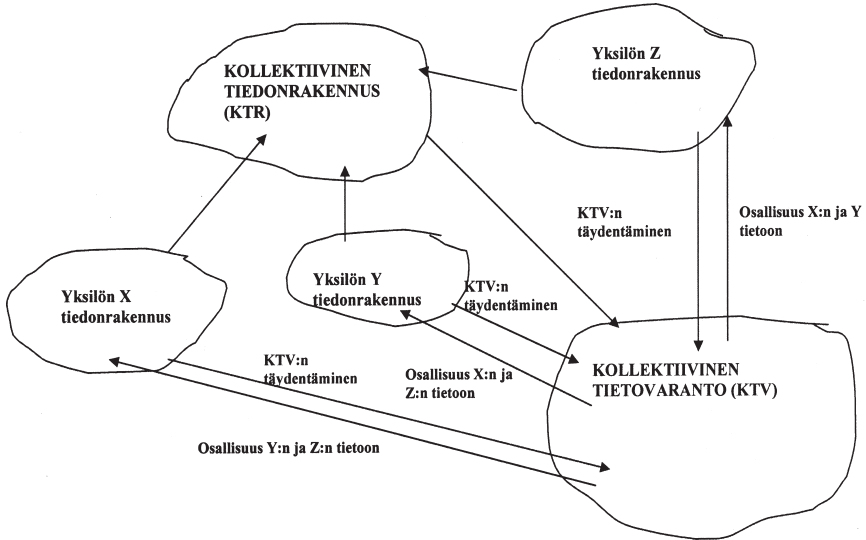 KOLLEKTIIVINEN
TIEDONRAKENNUS
(KTR)
Yksilön Z
tiedonrakennus
KTV:n
täydentäminen
Osallisuus X:n ja Y
tietoon
Yksilön X
tiedonrakennus
Yksilön Y
tiedonrakennus
KTV:n
täydentäminen
KTV:n
täydentäminen
Osallisuus X:n ja
Z:n tietoon
KOLLEKTIIVINEN
TIETOVARANTO (KTV)
Osallisuus Y:n ja Z:n tietoon